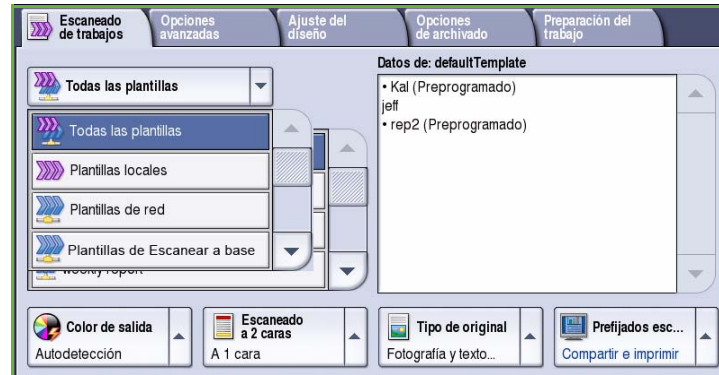 Escaneado
de trabajos
Opciones
avanzadas
Ajuste del
diseño
Opciones
de archivado
Preparación del
trabajo
Todas las plantillas
Todas las plantillas
Plantillas locales
Plantillas de red
Plantillas de Escanear a base
weekly report
Datos de: defaultTemplate
• Kal (Preprogramado)
jeff
• rep2 (Preprogramado)
Color de salida
Autodetección
Escaneado
a 2 caras
A 1 cara
Tipo de original
Fotografía y texto...
Prefijados esc...
Compartir e imprimir